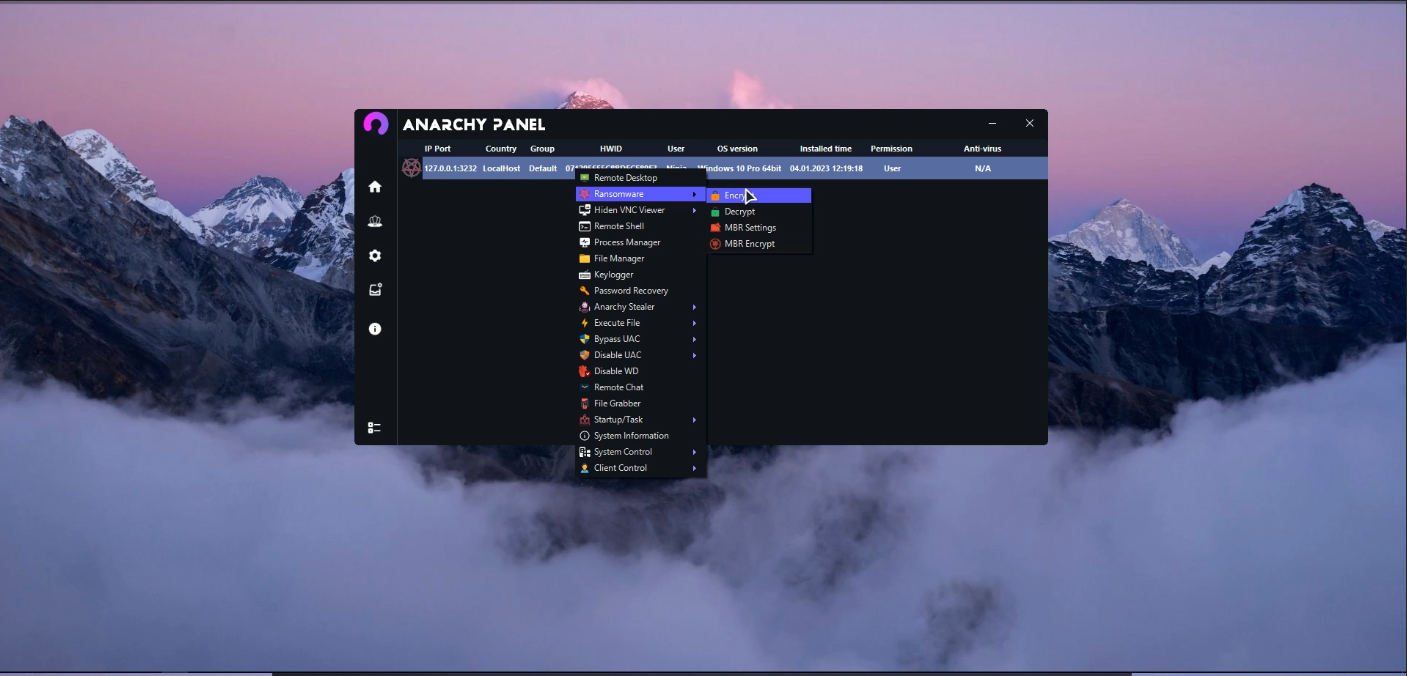 ANARCHY PANEL
IP Port Country Group HWID User OS version Installed time Permission Anti-virus
127.0.0.1:3232 LocalHost Default Windows 10 Pro 64bit 04.01.2023 12:19:18 User N/A
Remote Desktop
Ransomware
Hiden VNC Viewer
Remote Shell
Process Manager
File Manager
Keylogger
Password Recovery
Anarchy Stealer
Execute File
Bypass UAC
Disable UAC
Disable WD
Remote Chat
File Grabber
Startup/Task
System Information
System Control
Client Control
Decrypt
MBR Settings
MBR Encrypt